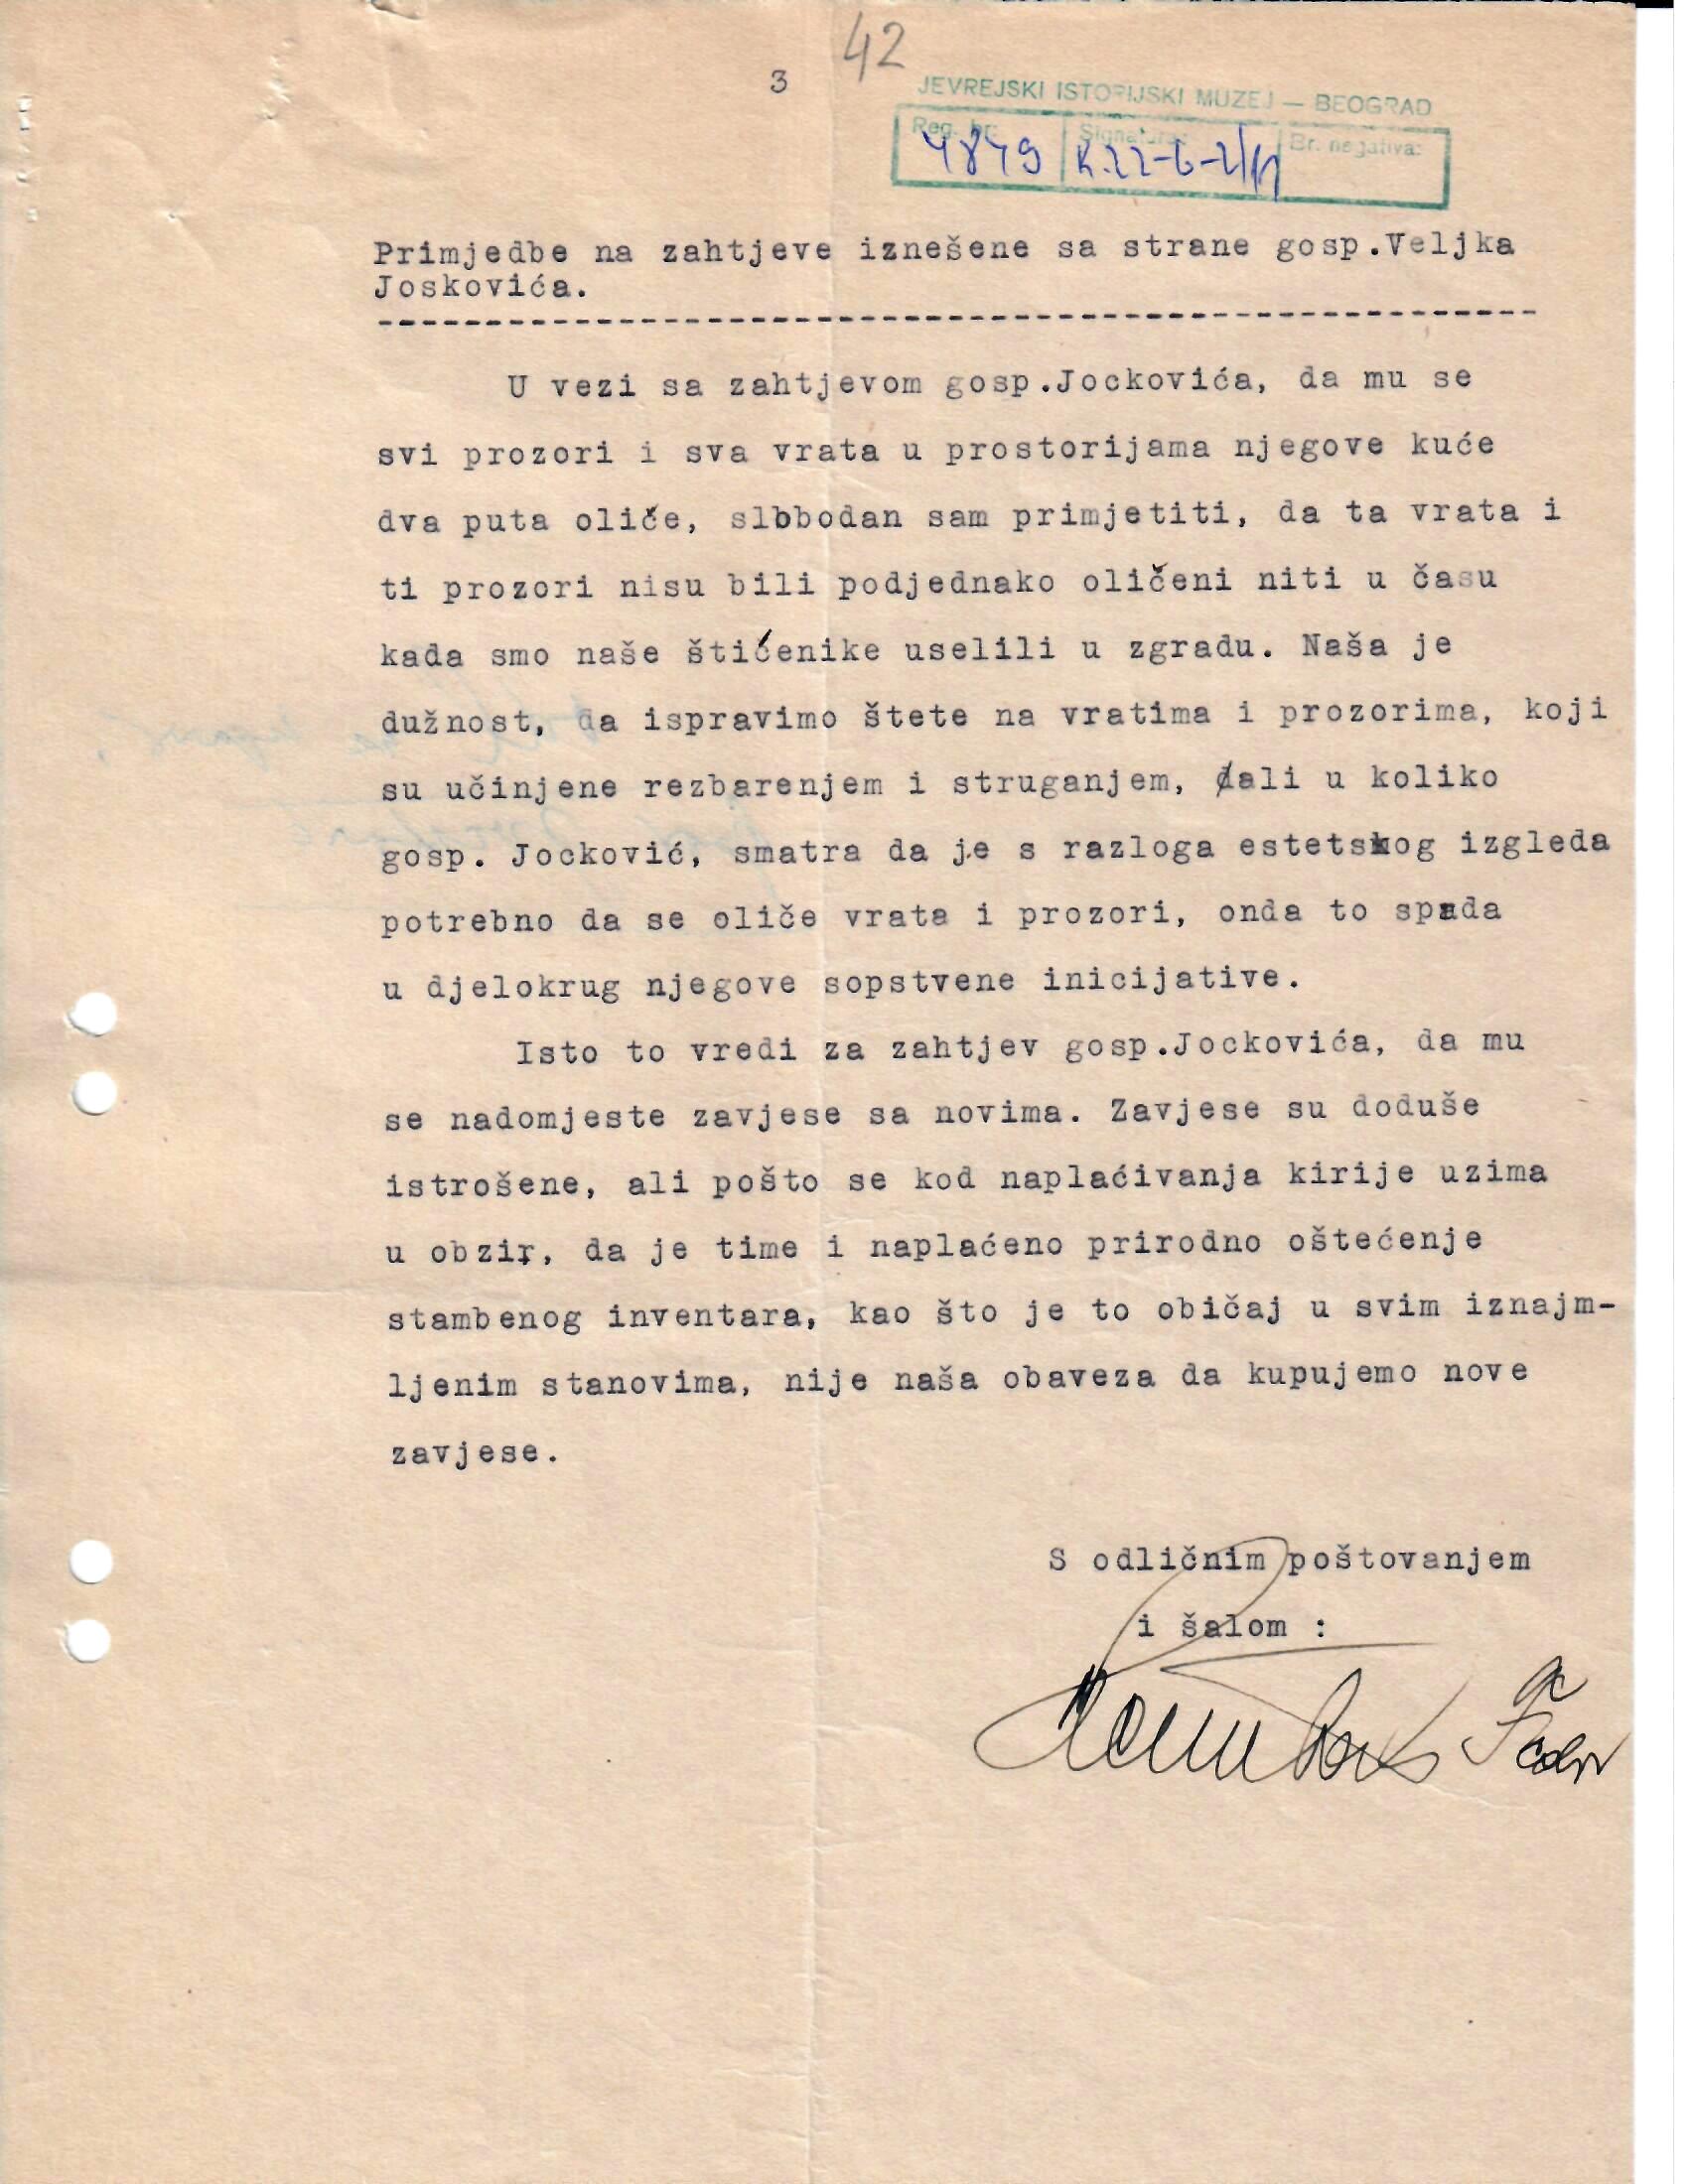 42
3
JEVREJSKI ISTORIJSKI MUZEJ — BEOGRAD
Reg. br. Signatura: Br. negativa:
4849 K.22-6-2/11
Primjedbe na zahtjeve iznešene sa strane gosp.Veljka
Joskovića.
U vezi sa zahtjevom gosp.Jockovića, da mu se
svi prozori i sva vrata u prostorijama njegove kuće
dva puta oliče, slbbodan sam primjetiti, da ta vrata i
ti prozori nisu bili podjednako oličeni niti u času
kada smo naše štićenike uselili u zgradu. Naša je
dužnost, da ispravimo štete na vratima i prozorima, koji
su učinjene rezbarenjem i struganjem, ali u koliko
gosp. Jocković, smatra da je s razloga estetskog izgleda
potrebno da se oliče vrata i prozori, onda to spada
u djelokrug njegove sopstvene inicijative.
Isto to vredi za zahtjev gosp.Jockovića, da mu
se nadomjeste zavjese sa novima. Zavjese su doduše
istrošene, ali pošto se kod naplaćivanja kirije uzima
u obzir, da je time i naplaćeno prirodno oštećenje
stambenog inventara, kao što je to običaj u svim iznajm-
ljenim stanovima, nije naša obaveza da kupujemo nove
zavjese.
S odličnim poštovanjem
i šalom :